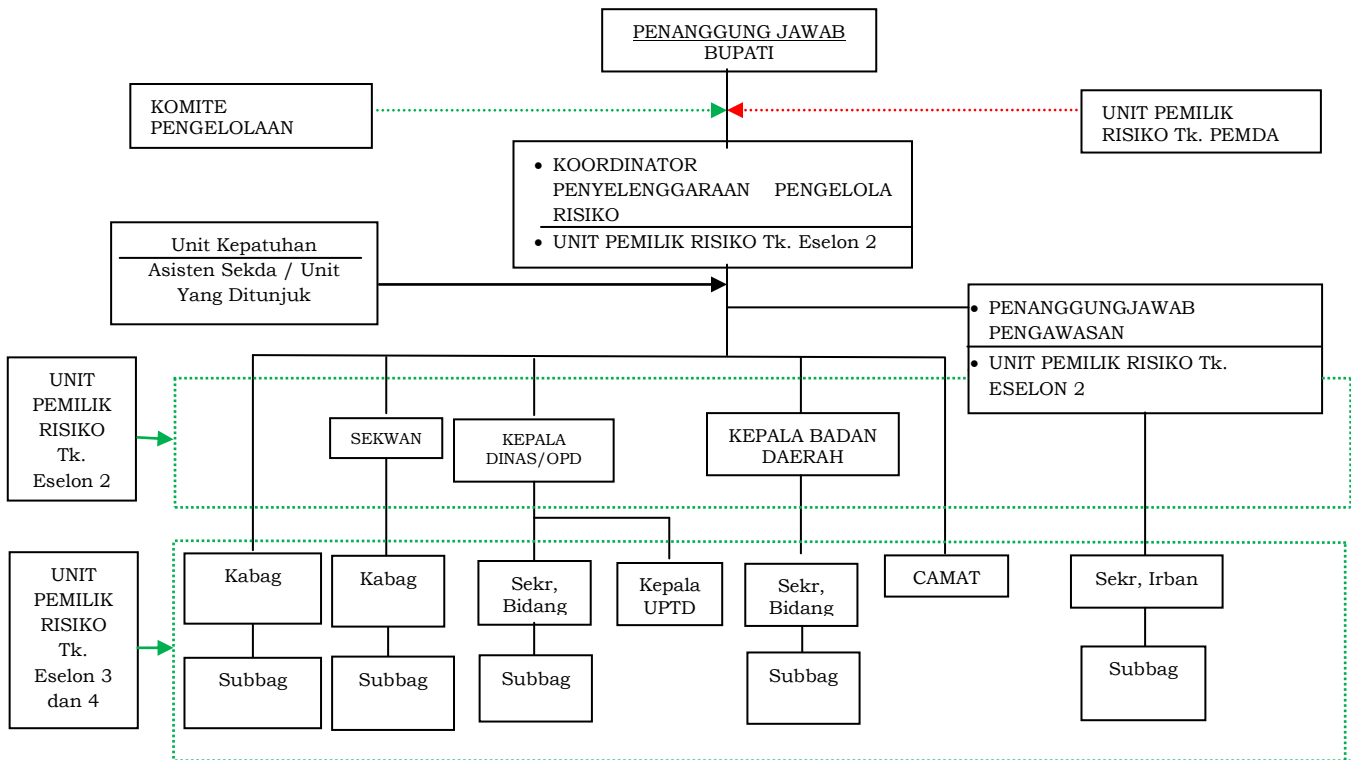 PENANGGUNG JAWAB
BUPATI
KOMITE
PENGELOLAAN
UNIT PEMILIK
RISIKO Tk. PEMDA
• KOORDINATOR
PENYELENGGARAAN PENGELOLA
RISIKO
• UNIT PEMILIK RISIKO Tk. Eselon 2
Unit Kepatuhan
Asisten Sekda / Unit
Yang Ditunjuk
• PENANGGUNGJAWAB
PENGAWASAN
• UNIT PEMILIK RISIKO Tk.
ESELON 2
UNIT
PEMILIK
RISIKO
Tk.
Eselon 2
SEKWAN
KEPALA
DINAS/OPD
KEPALA BADAN
DAERAH
UNIT
PEMILIK
RISIKO
Tk.
Eselon 3
dan 4
Kabag
Kabag
Sekr,
Bidang
Kepala
UPTD
Sekr,
Bidang
CAMAT
Sekr, Irban
Subbag
Subbag
Subbag
Subbag
Subbag